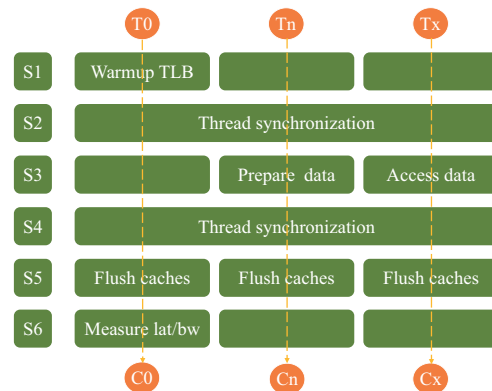 T0 Tn Tx
S1 Warmup TLB
S2 Thread synchronization
S3 Prepare data Access data
S4 Thread synchronization
S5 Flush caches Flush caches Flush caches
S6 Measure lat/bw
C0 Cn Cx